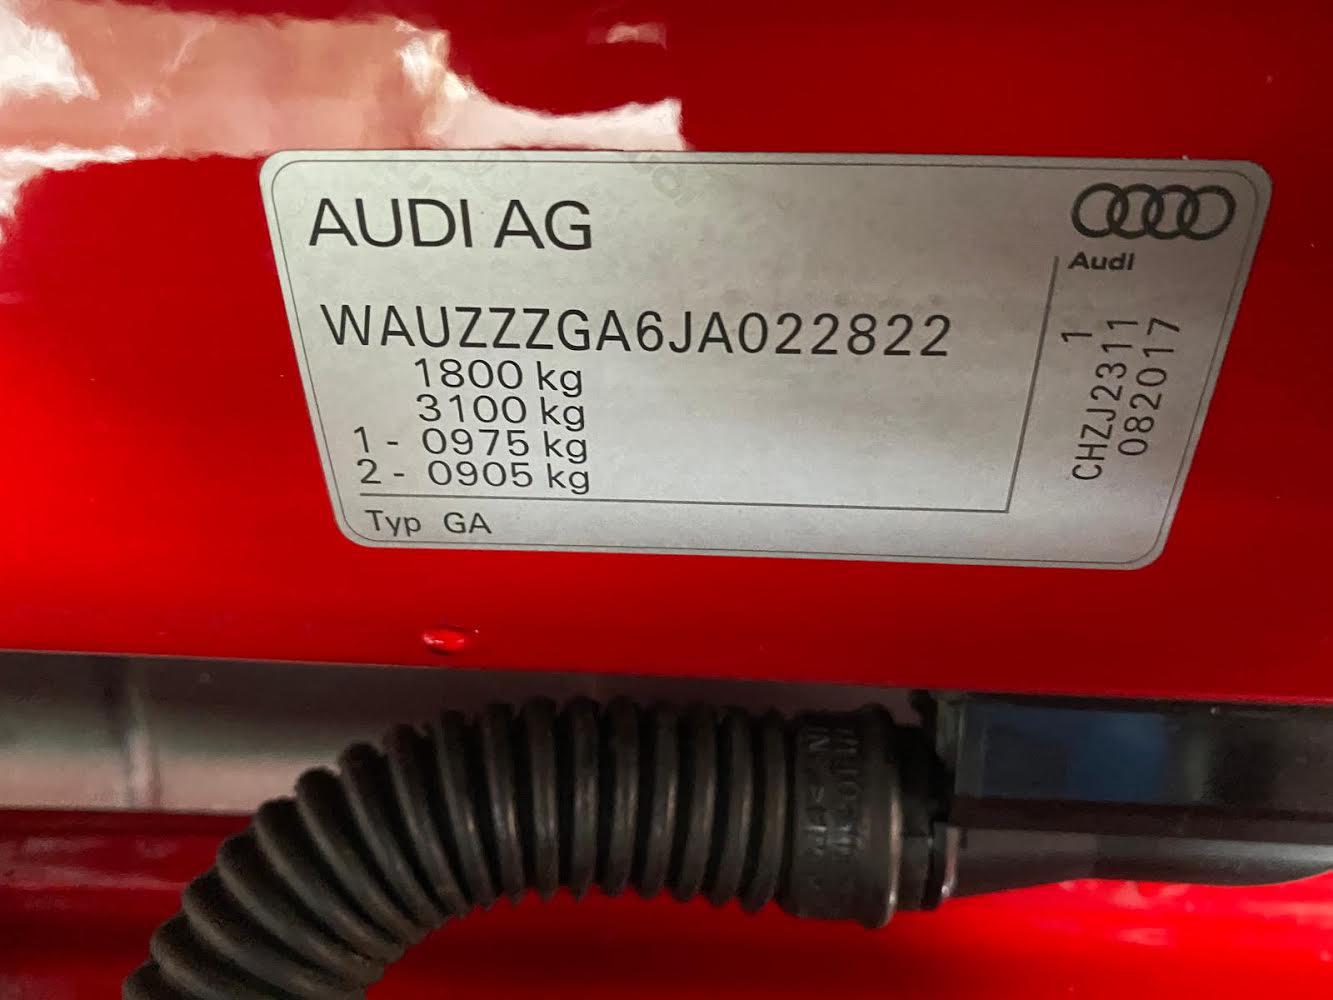 AUDI AG
Audi
WAUZZZGA6JA022822
1800 kg
3100 kg
1 - 0975 kg
2 - 0905 kg
Typ GA
1
CHZJ2311
082017